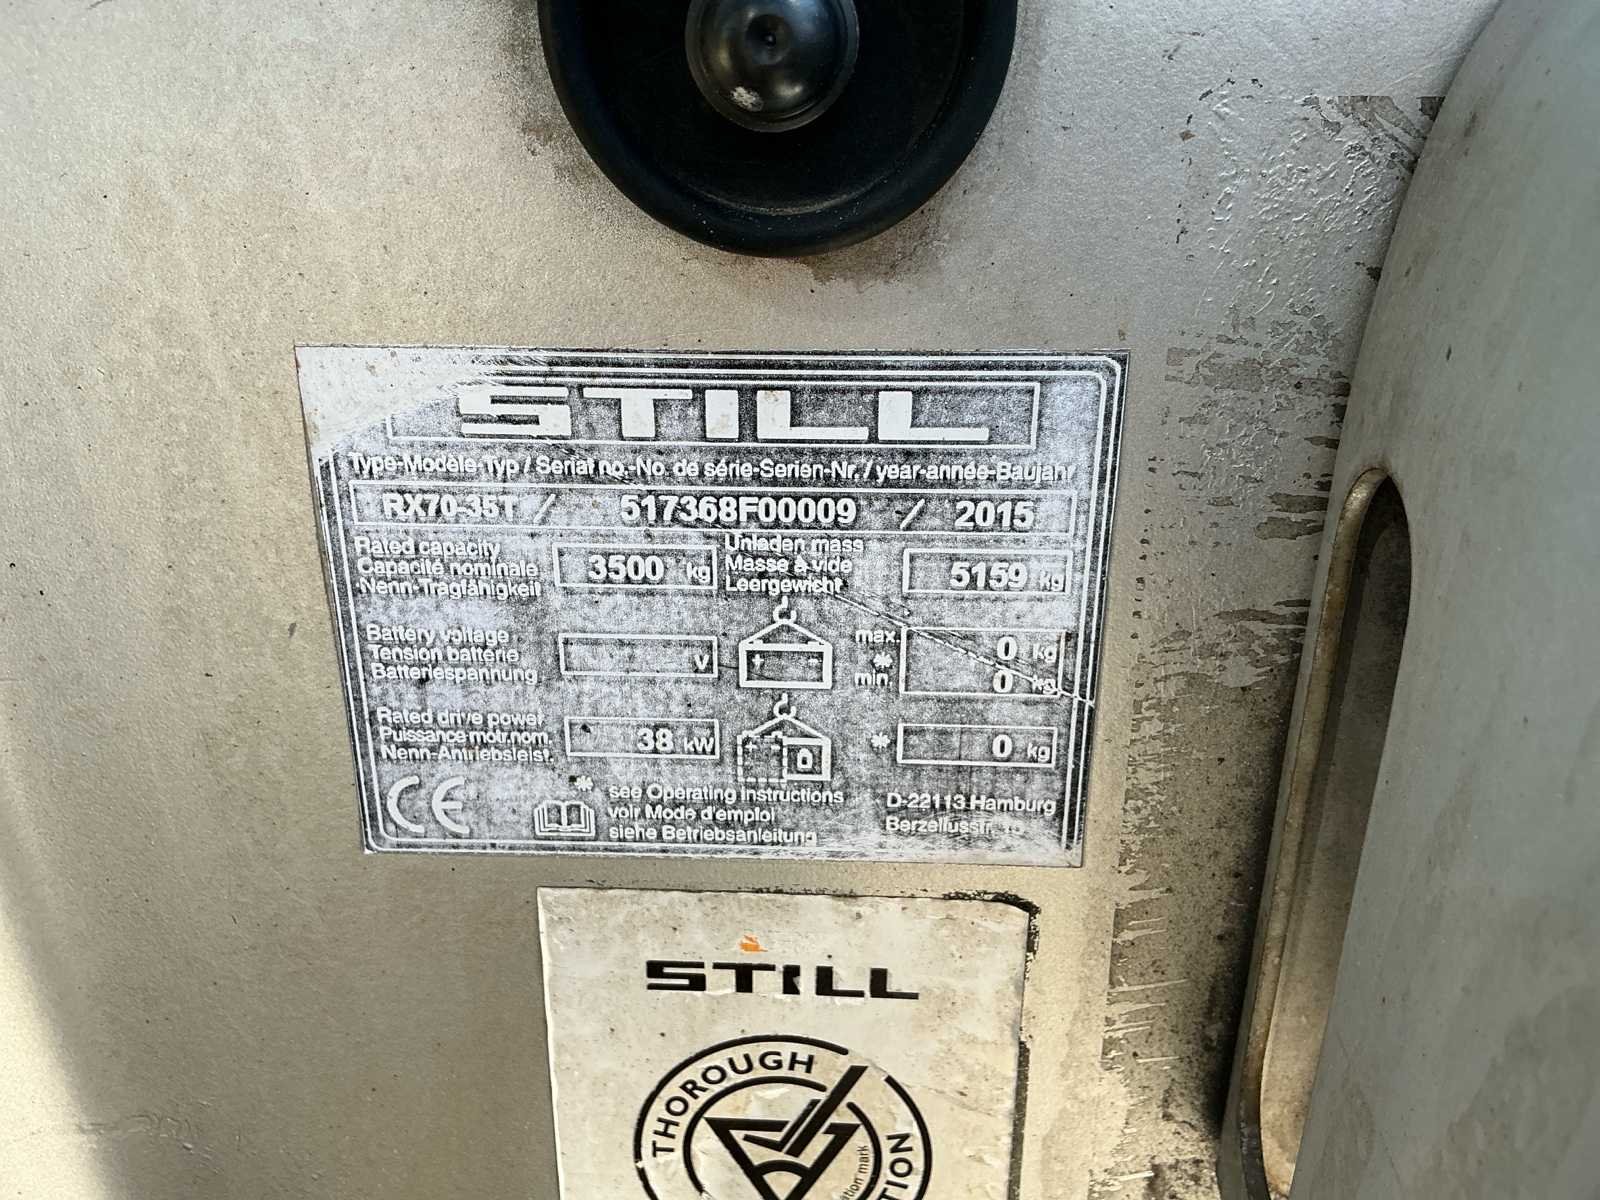 STILL
Type-Modèle-Typ / Serial no.-No. de série-Serien-Nr. / year-année-Baujahr
RX70-35T / 517368F00009 / 2015
Rated capacity
Capacité nominale
Nenn-Tragfähigkeit
3500 kg
Unladen mass
Masse à vide
Leergewicht
5159 kg
Battery voltage
Tension batterie
Batteriespannung
V
+ -
max. 0 kg
*
min 0 kg
Rated drive power
Puissance motr.nom.
Nenn-Antriebsleist.
38 kW
* 0 kg
CE
* see Operating instructions
voir Mode d'emploi
siehe Betriebsanleitung
D-22113 Hamburg
Berzeliusstr. 10
STILL
THOROUGH